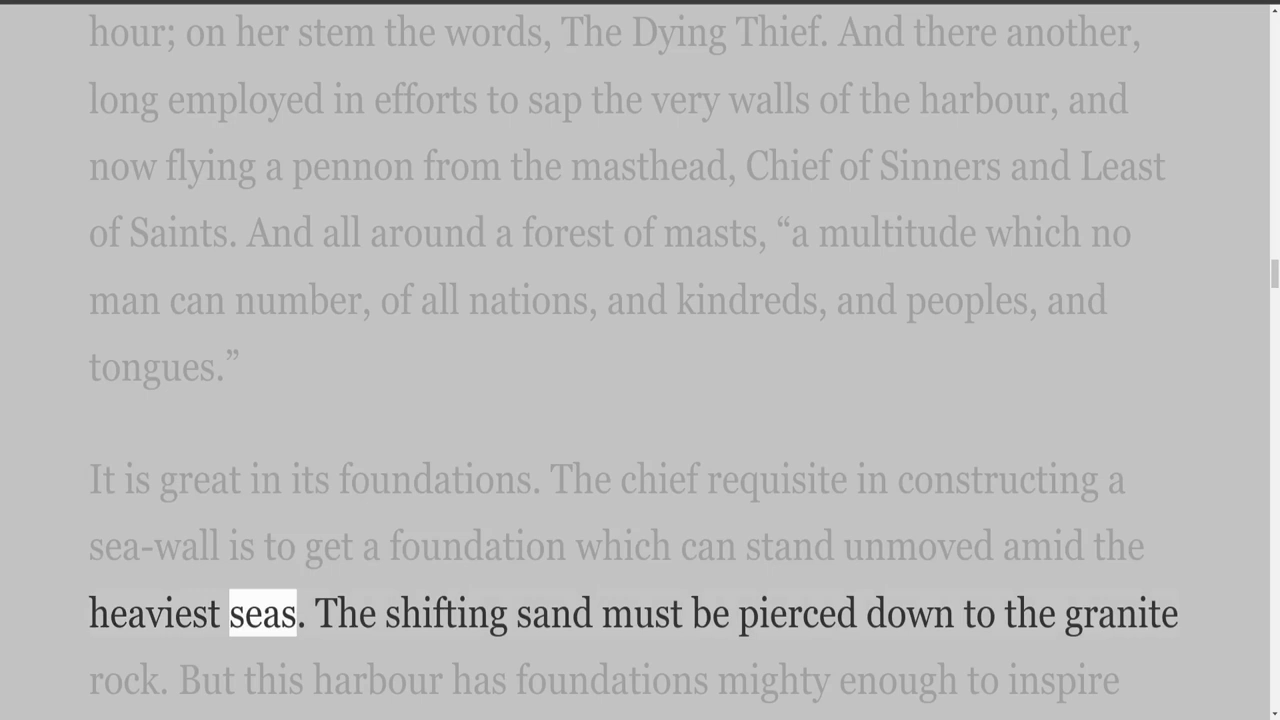 hour; on her stem the words, The Dying Thief. And there another,
long employed in efforts to sap the very walls of the harbour, and
now flying a pennon from the masthead, Chief of Sinners and Least
of Saints. And all around a forest of masts, “a multitude which no
man can number, of all nations, and kindreds, and peoples, and
tongues.”
It is great in its foundations. The chief requisite in constructing a
sea-wall is to get a foundation which can stand unmoved amid the
heaviest seas. The shifting sand must be pierced down to the granite
rock. But this harbour has foundations mighty enough to inspire